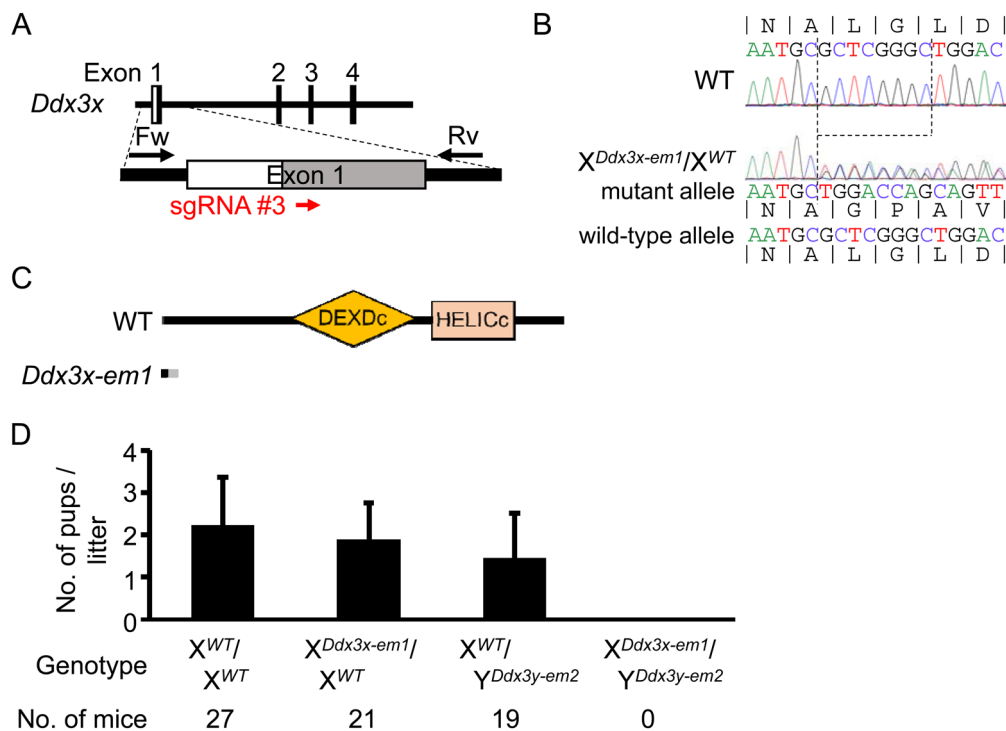 A
Exon 1 2 3 4
Ddx3x
Fw Rv
Exon 1
sgRNA #3
B
| N | A | L | G | L | D
AATGCGCTCGGGCTGGAC
WT
X^Ddx3x-em1/X^WT
mutant allele AATGCTGGACCAGCAGTT
| N | A | G | P | A | V
wild-type allele AATGCGCTCGGGCTGGAC
| N | A | L | G | L | D
C
WT DEXDc HELICc
Ddx3x-em1
D
No. of pups /
litter
4
3
2
1
0
Genotype
X^WT/
X^WT
X^Ddx3x-em1/
X^WT
X^WT/
Y^Ddx3y-em2
X^Ddx3x-em1/
Y^Ddx3y-em2
No. of mice 27 21 19 0